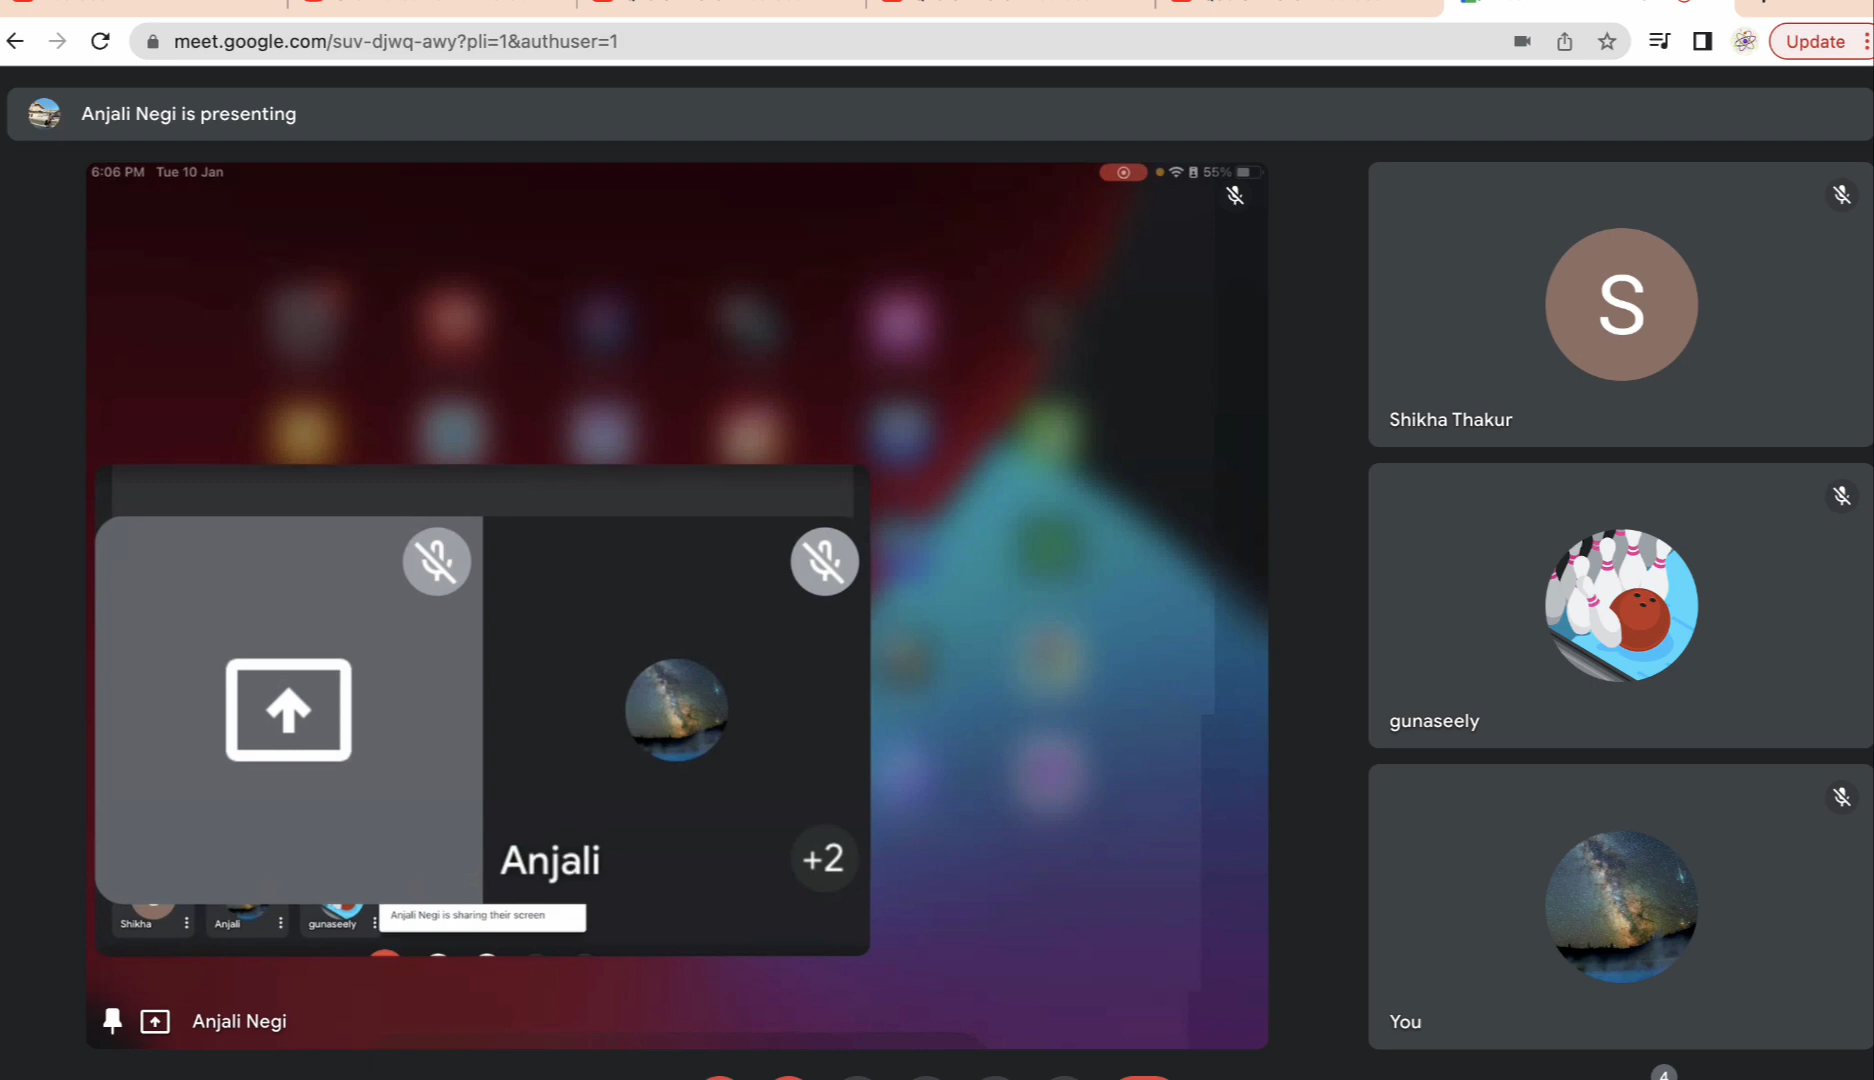 meet.google.com/suv-djwq-awy?pli=1&authuser=1
Update
Anjali Negi is presenting
6:06 PM Tue 10 Jan
55%
S
Shikha Thakur
gunaseely
Anjali
+2
Shikha
Anjali
gunaseely
Anjali Negi is sharing their screen
Anjali Negi
You
4